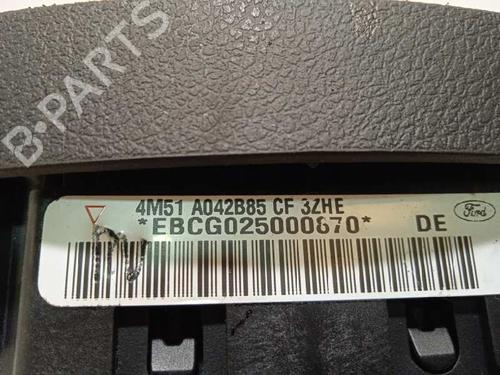 B-PARTS
4M51 A042B85 CF 3ZHE
*EBCG025000870* DE
Ford